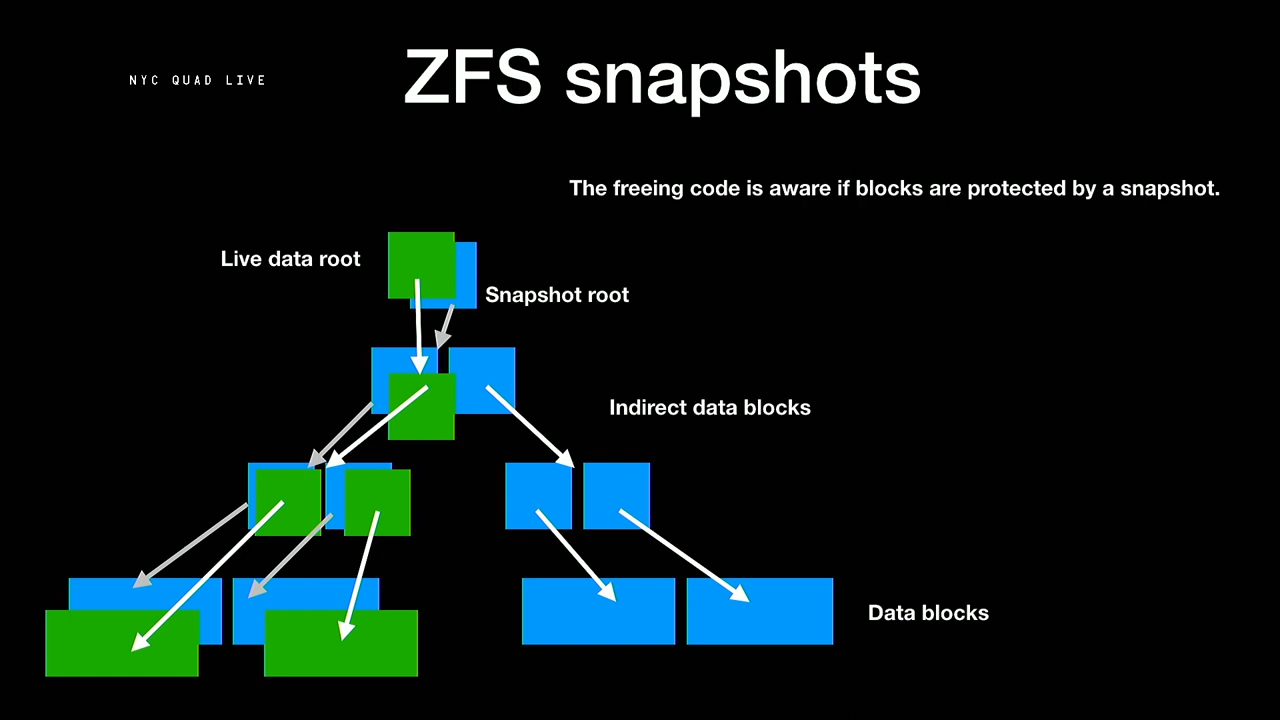 NYC QUAD LIVE
ZFS snapshots
The freeing code is aware if blocks are protected by a snapshot.
Live data root
Snapshot root
Indirect data blocks
Data blocks